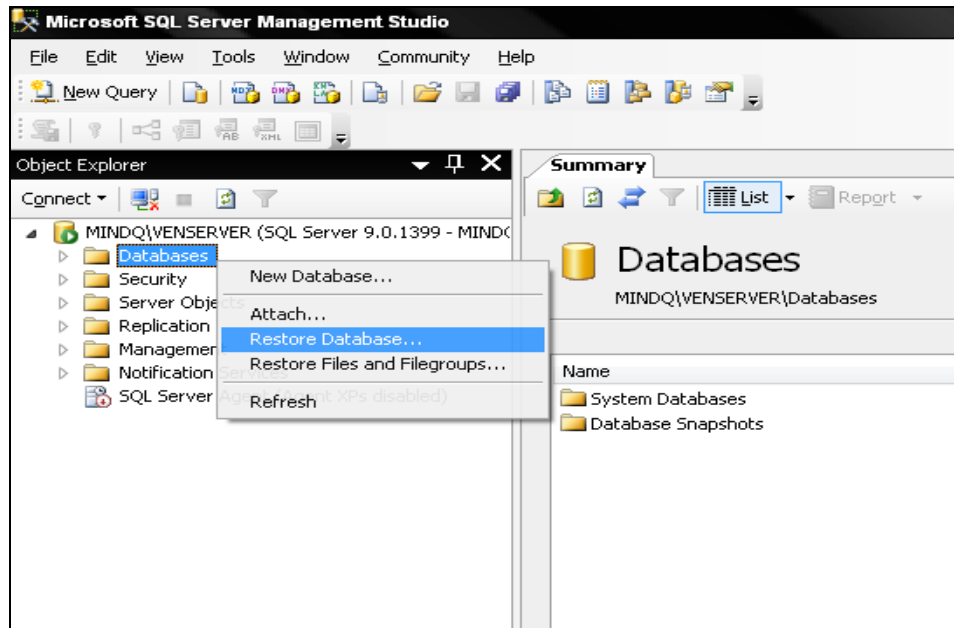 Microsoft SQL Server Management Studio
File Edit View Tools Window Community Help
New Query
Object Explorer
Connect
MINDQ\VENSERVER (SQL Server 9.0.1399 - MINDQ
Databases
Security
Server Objects
Replication
Management
Notification Services
SQL Server Agent (Agent XPs disabled)
New Database...
Attach...
Restore Database...
Restore Files and Filegroups...
Refresh
Summary
List Report
Databases
MINDQ\VENSERVER\Databases
Name
System Databases
Database Snapshots